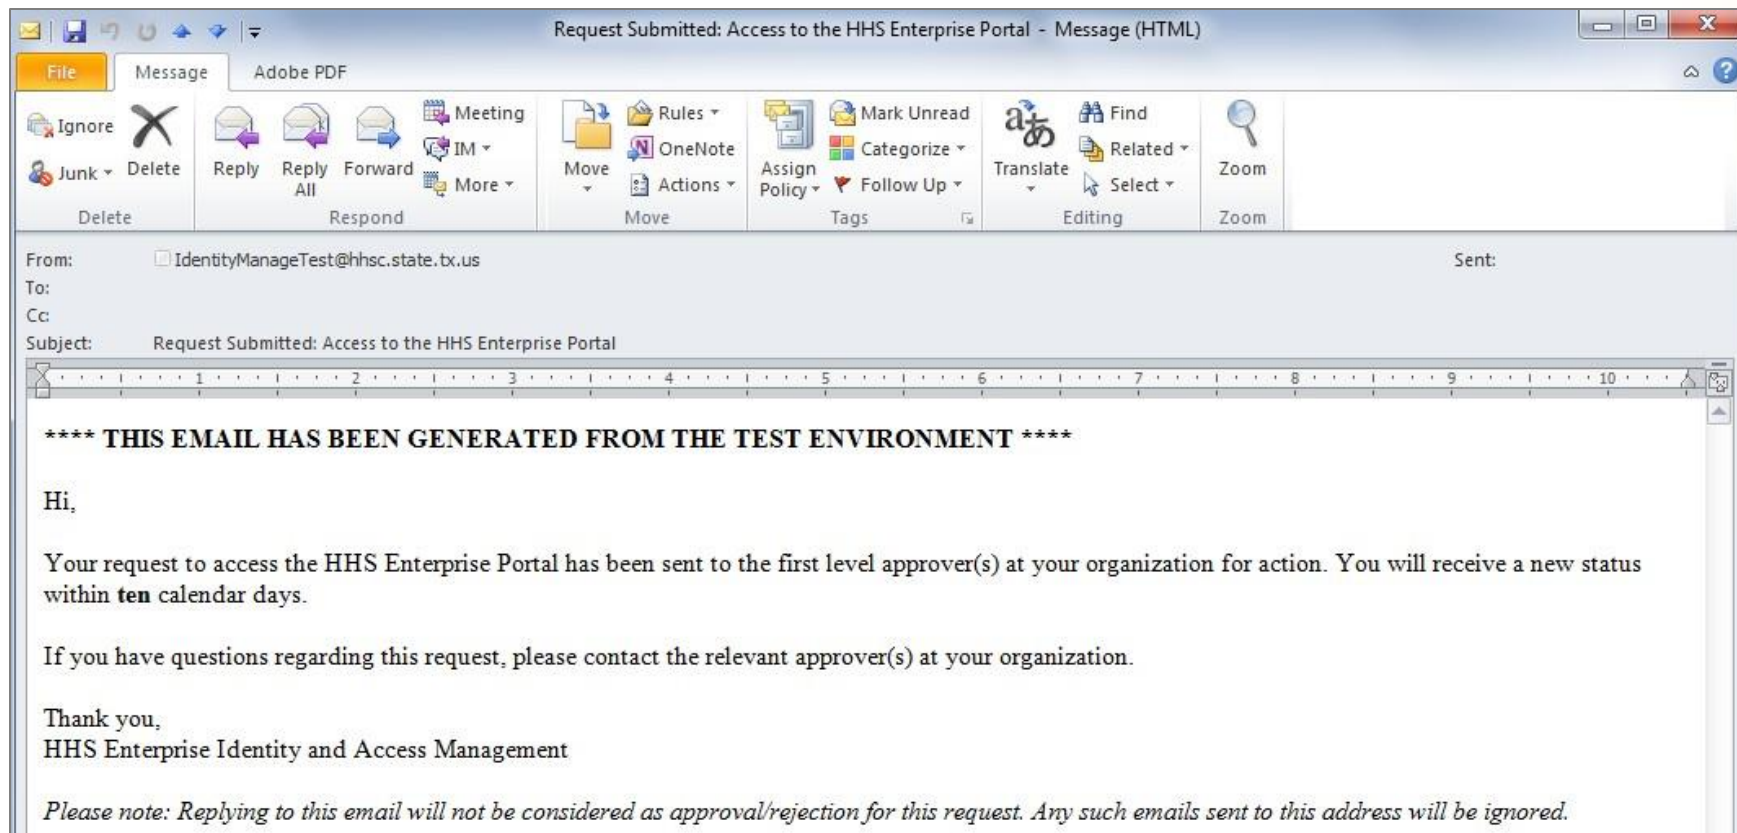 Request Submitted: Access to the HHS Enterprise Portal - Message (HTML)
File Message Adobe PDF
Ignore
Junk
Delete
Delete
Reply
Reply All
Forward
Meeting
IM
More
Respond
Move
Rules
OneNote
Actions
Move
Assign Policy
Mark Unread
Categorize
Follow Up
Tags
Translate
Find
Related
Select
Editing
Zoom
Zoom
From: IdentityManageTest@hhsc.state.tx.us Sent:
To:
Cc:
Subject: Request Submitted: Access to the HHS Enterprise Portal
1 2 3 4 5 6 7 8 9 10
**** THIS EMAIL HAS BEEN GENERATED FROM THE TEST ENVIRONMENT ****
Hi,
Your request to access the HHS Enterprise Portal has been sent to the first level approver(s) at your organization for action. You will receive a new status
within ten calendar days.
If you have questions regarding this request, please contact the relevant approver(s) at your organization.
Thank you,
HHS Enterprise Identity and Access Management
Please note: Replying to this email will not be considered as approval/rejection for this request. Any such emails sent to this address will be ignored.